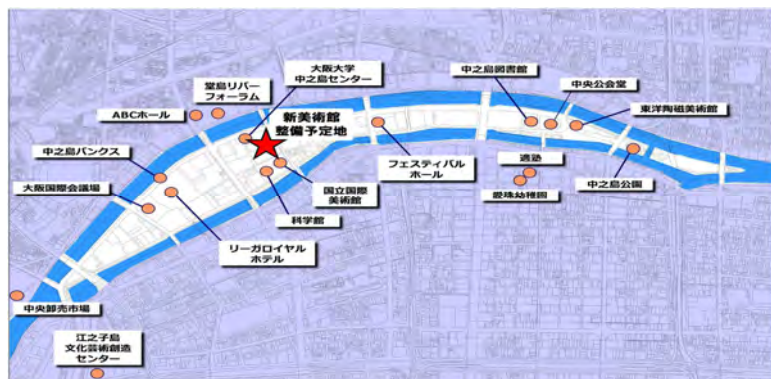 大阪大学
中之島センター
堂島リバー
フォーラム
ABCホール
新美術館
整備予定地
中之島図書館
中央公会堂
東洋陶磁美術館
中之島バンクス
大阪国際会議場
フェスティバル
ホール
適塾
愛珠幼稚園
中之島公園
国立国際
美術館
科学館
リーガロイヤル
ホテル
中央卸売市場
江之子島
文化芸術創造
センター